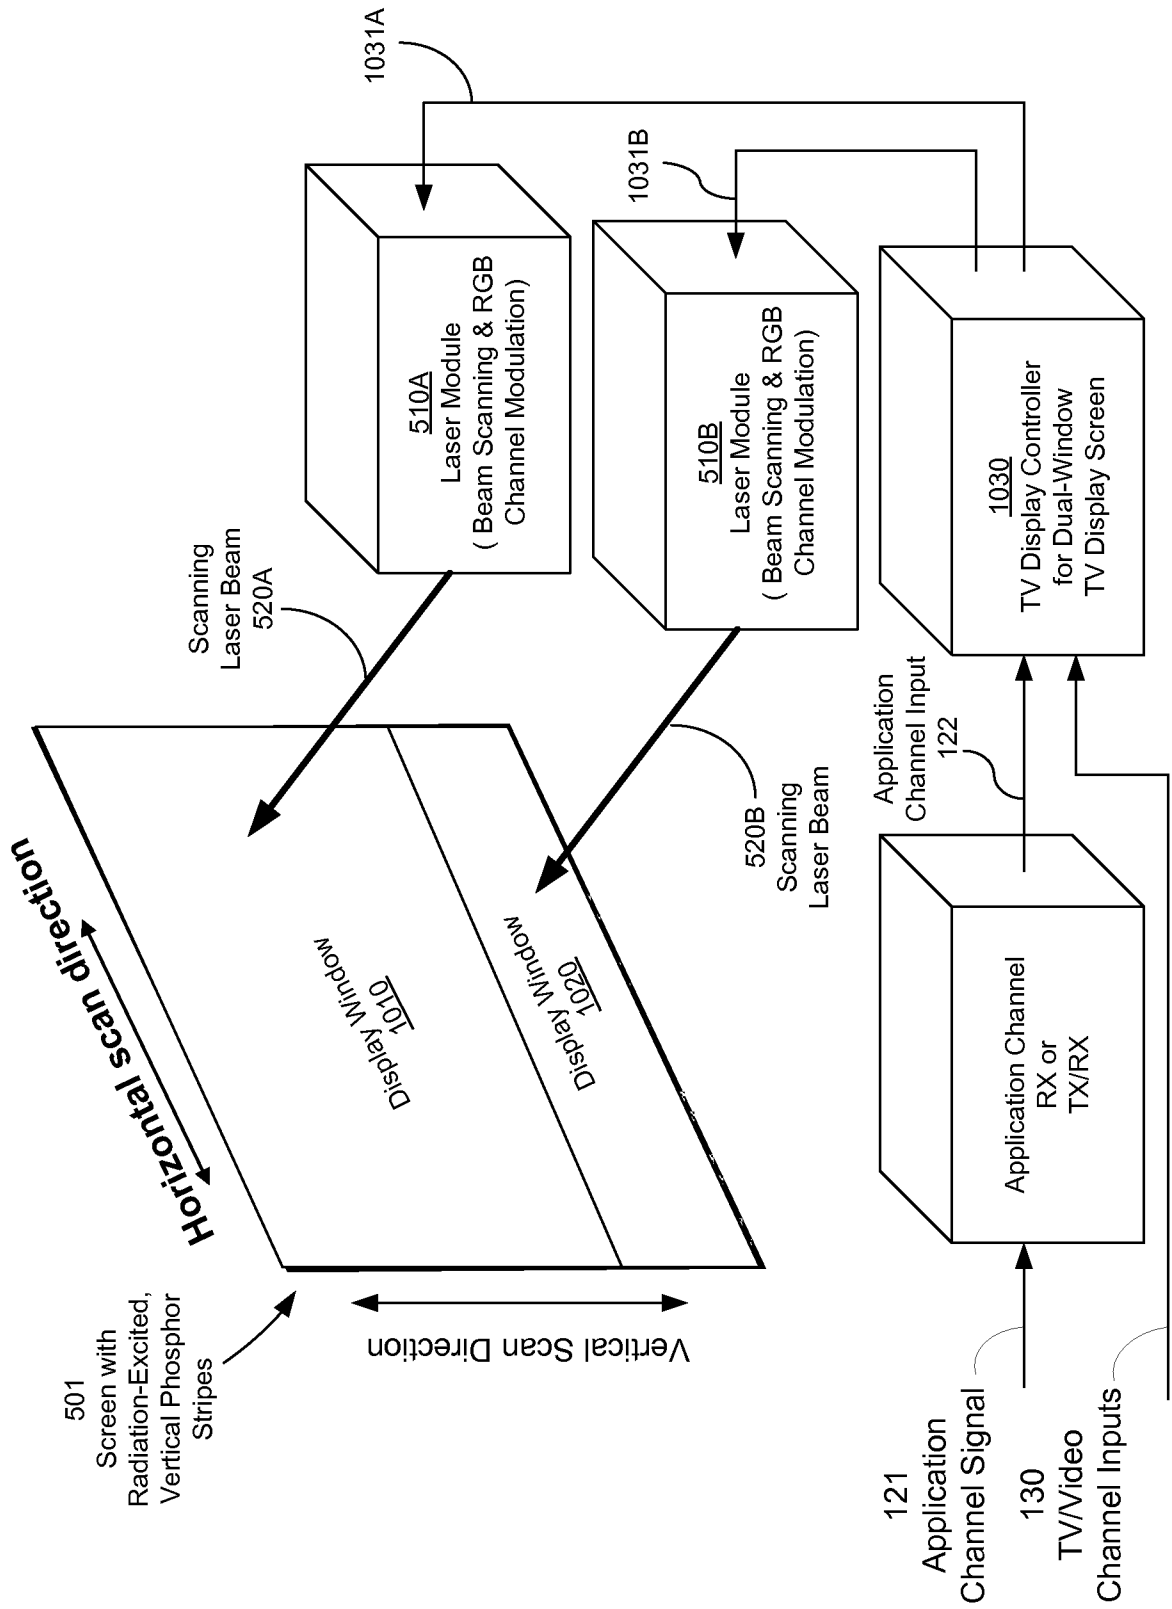 501
Screen with
Radiation-Excited,
Vertical Phosphor
Stripes
Horizontal scan direction
Vertical Scan Direction
Display Window
1010
Display Window
1020
Scanning
Laser Beam
520A
520B
Scanning
Laser Beam
510A
Laser Module
( Beam Scanning & RGB
Channel Modulation)
1031A
510B
Laser Module
( Beam Scanning & RGB
Channel Modulation)
1031B
121
Application
Channel Signal
130
TV/Video
Channel Inputs
Application Channel
RX or
TX/RX
Application
Channel Input
122
1030
TV Display Controller
for Dual-Window
TV Display Screen